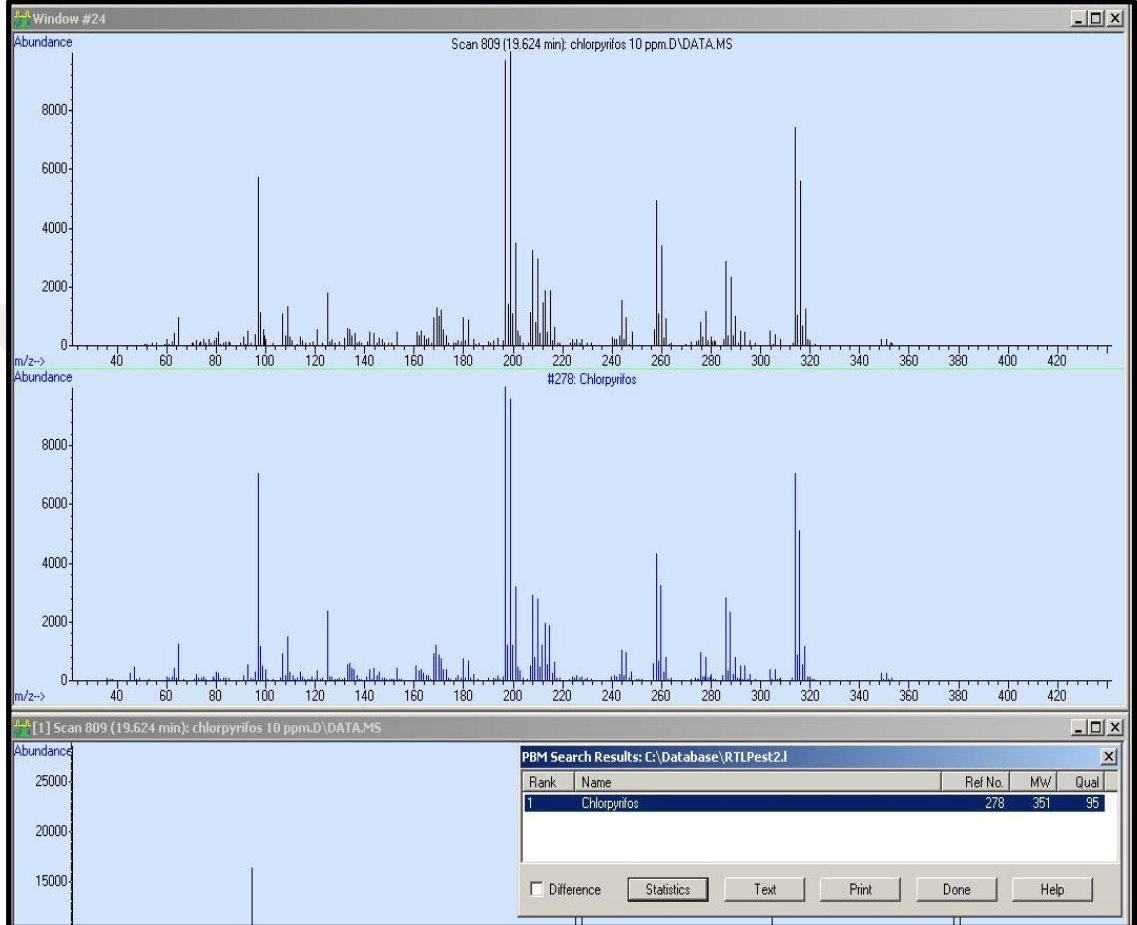 Window #24
Abundance
Scan 809 (19.624 min): chlorpyrifos 10 ppm.D\DATA.MS
8000
6000
4000
2000
0
m/z--> 40 60 80 100 120 140 160 180 200 220 240 260 280 300 320 340 360 380 400 420
Abundance
#278: Chlorpyrifos
8000
6000
4000
2000
0
m/z--> 40 60 80 100 120 140 160 180 200 220 240 260 280 300 320 340 360 380 400 420
[1] Scan 809 (19.624 min): chlorpyrifos 10 ppm.D\DATA.MS
Abundance
25000
20000
15000
PBM Search Results: C:\Database\RTLPest2.l
Rank Name Ref No. MW Qual
1 Chlorpyrifos 278 351 95
Difference Statistics Text Print Done Help